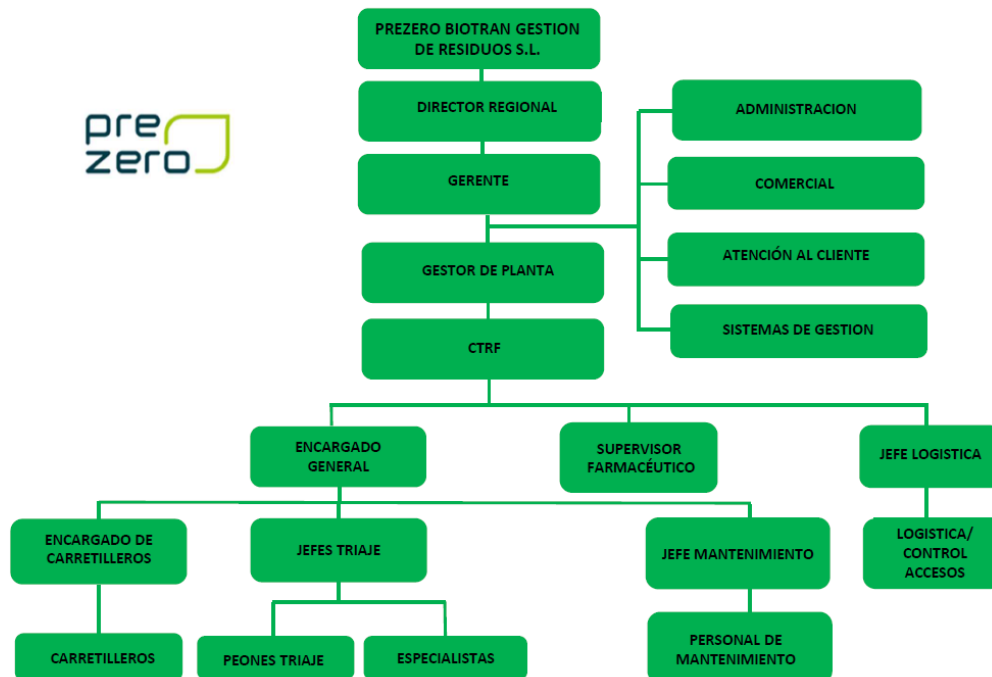 PREZERO BIOTRAN GESTION
DE RESIDUOS S.L.
pre
zero
DIRECTOR REGIONAL
ADMINISTRACION
GERENTE
COMERCIAL
GESTOR DE PLANTA
ATENCIÓN AL CLIENTE
CTRF
SISTEMAS DE GESTION
ENCARGADO
GENERAL
SUPERVISOR
FARMACÉUTICO
JEFE LOGISTICA
ENCARGADO DE
CARRETILLEROS
JEFES TRIAJE
JEFE MANTENIMIENTO
LOGISTICA/
CONTROL
ACCESOS
CARRETILLEROS
PEONES TRIAJE
ESPECIALISTAS
PERSONAL DE
MANTENIMIENTO